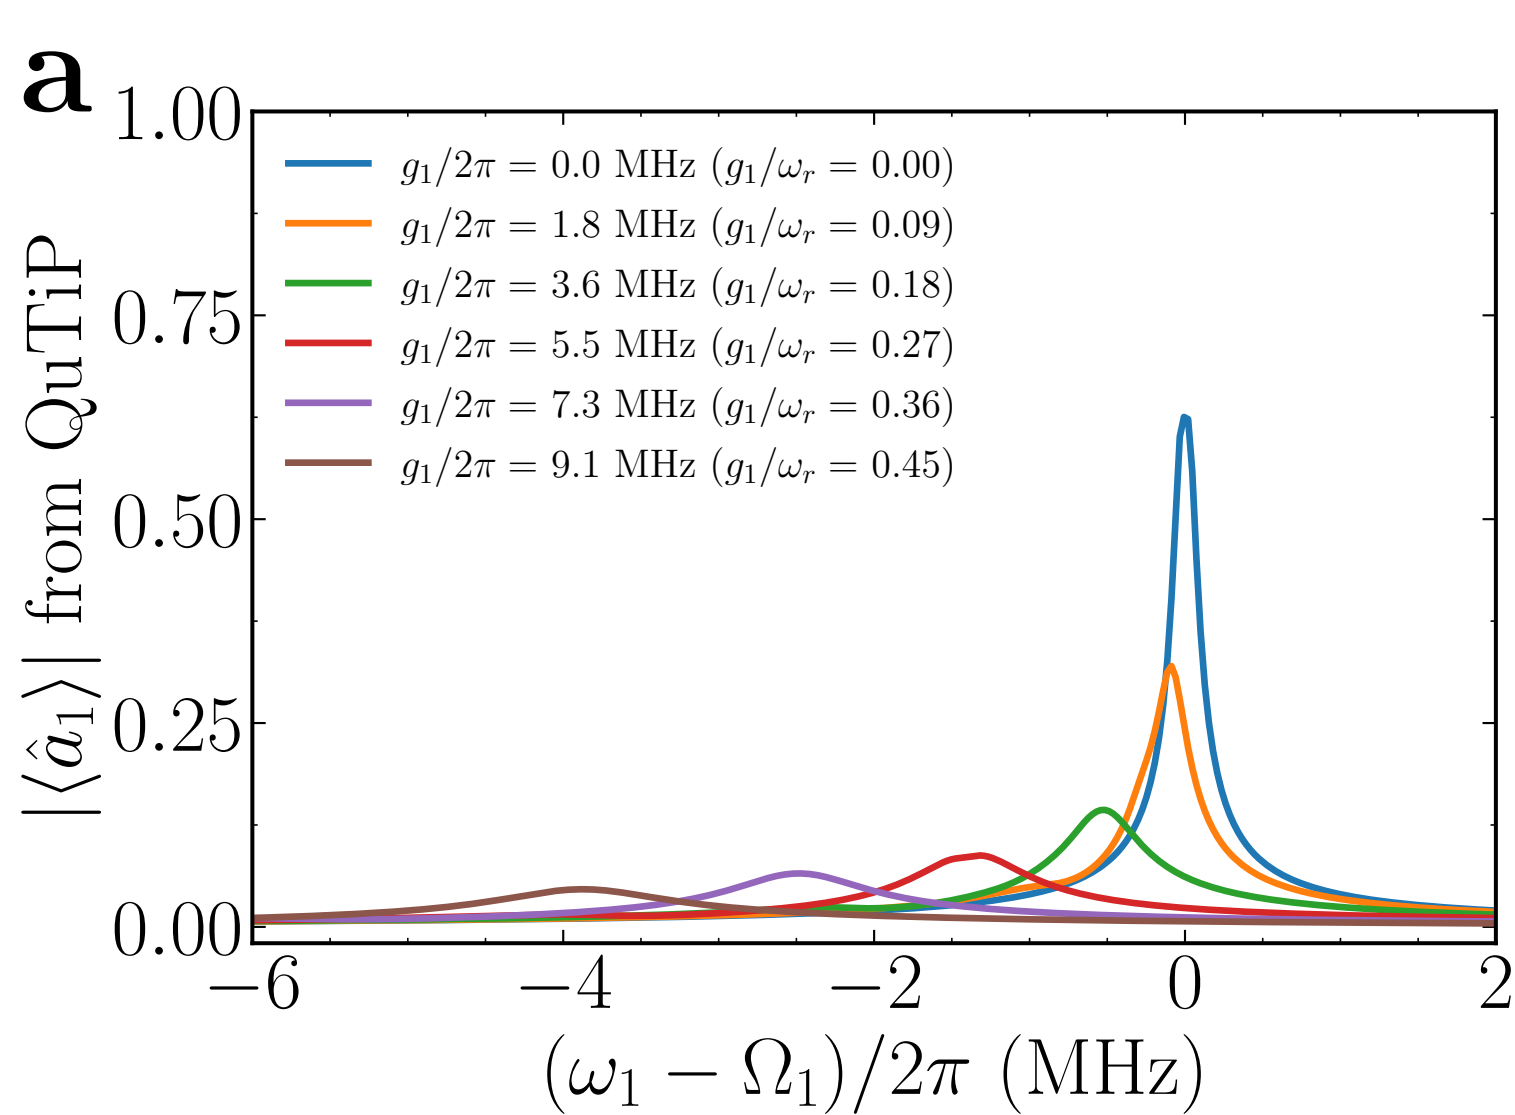 a
1.00
0.75
0.50
0.25
0.00
|⟨â₁⟩| from QuTiP
g₁/2π = 0.0 MHz (g₁/ωᵣ = 0.00)
g₁/2π = 1.8 MHz (g₁/ωᵣ = 0.09)
g₁/2π = 3.6 MHz (g₁/ωᵣ = 0.18)
g₁/2π = 5.5 MHz (g₁/ωᵣ = 0.27)
g₁/2π = 7.3 MHz (g₁/ωᵣ = 0.36)
g₁/2π = 9.1 MHz (g₁/ωᵣ = 0.45)
−6 −4 −2 0 2
(ω₁ − Ω₁)/2π (MHz)